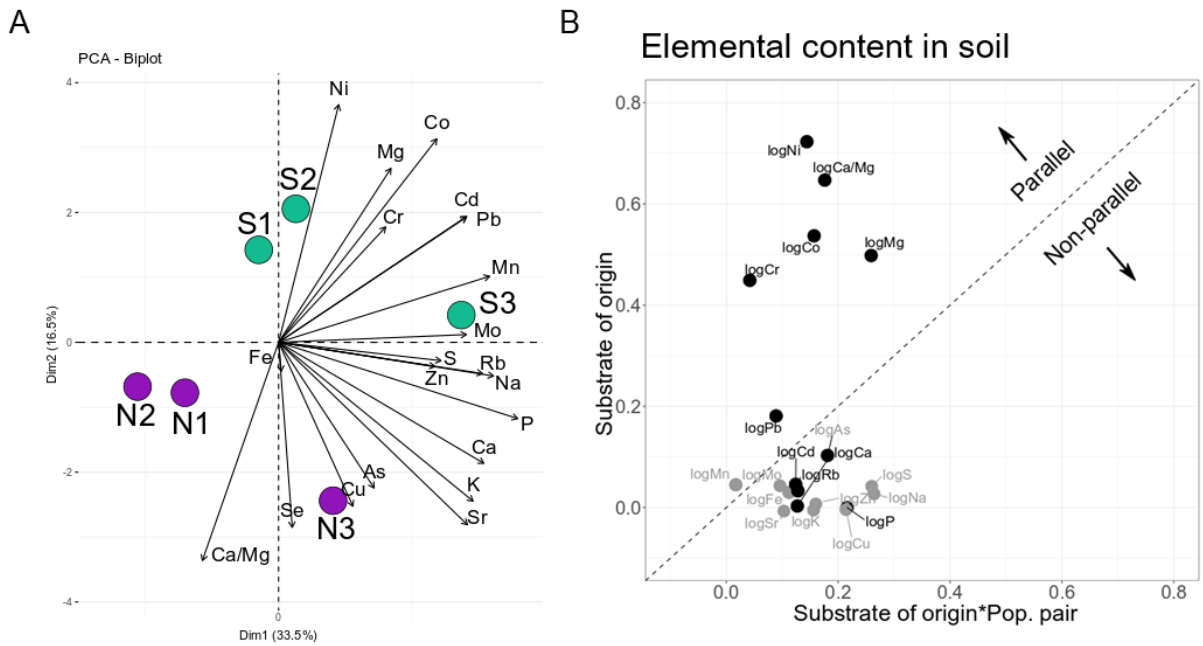 A
PCA - Biplot
4
2
0
-2
-4
Dim2 (16.5%)
Ni
Co
Mg
S2
Cd
Cr
Pb
S1
Mn
S3
Mo
Fe
S
Rb
Zn
Na
N2
N1
P
Ca
As
K
Cu
Se
Sr
N3
Ca/Mg
0
Dim1 (33.5%)
B
Elemental content in soil
0.8
0.6
0.4
0.2
0.0
Substrate of origin
Parallel
Non-parallel
logNi
logCa/Mg
logCo
logMg
logCr
logPb
logAs
logCd
logCa
logMn
logMo
logRb
logS
logFe
logZn
logNa
logSr
logK
logP
logCu
0.0
0.2
0.4
0.6
0.8
Substrate of origin*Pop. pair